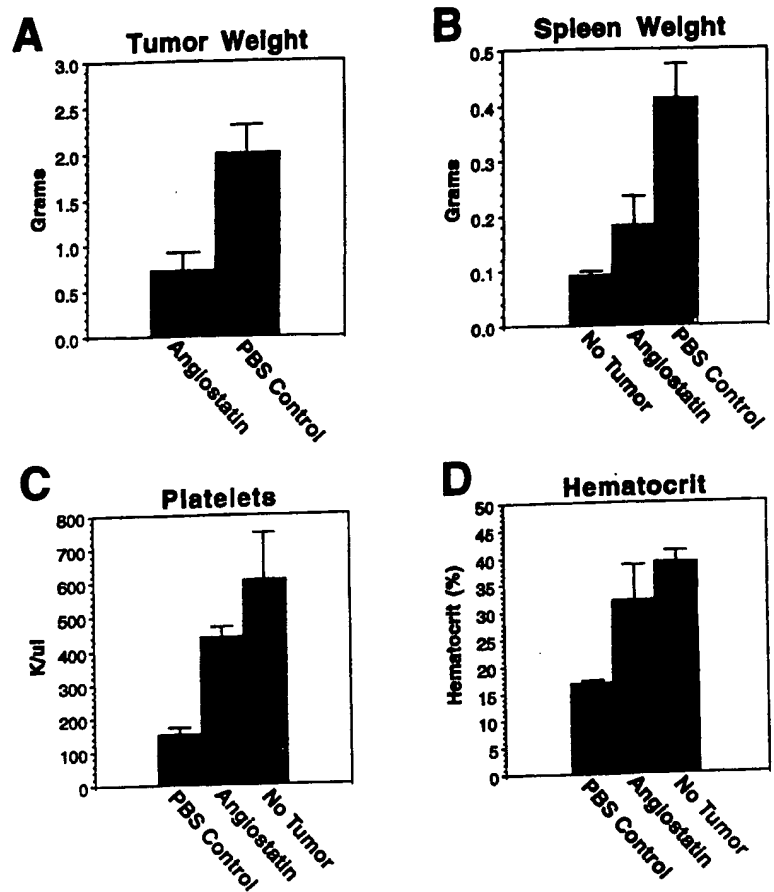 A
Tumor Weight
3.0
2.5
2.0
1.5
1.0
0.5
0.0
Grams
Angiostatin
PBS Control
B
Spleen Weight
0.5
0.4
0.3
0.2
0.1
0.0
Grams
No Tumor
Angiostatin
PBS Control
C
Platelets
800
700
600
500
400
300
200
100
0
K/ul
PBS Control
Angiostatin
No Tumor
D
Hematocrit
50
45
40
35
30
25
20
15
10
5
0
Hematocrit (%)
PBS Control
Angiostatin
No Tumor